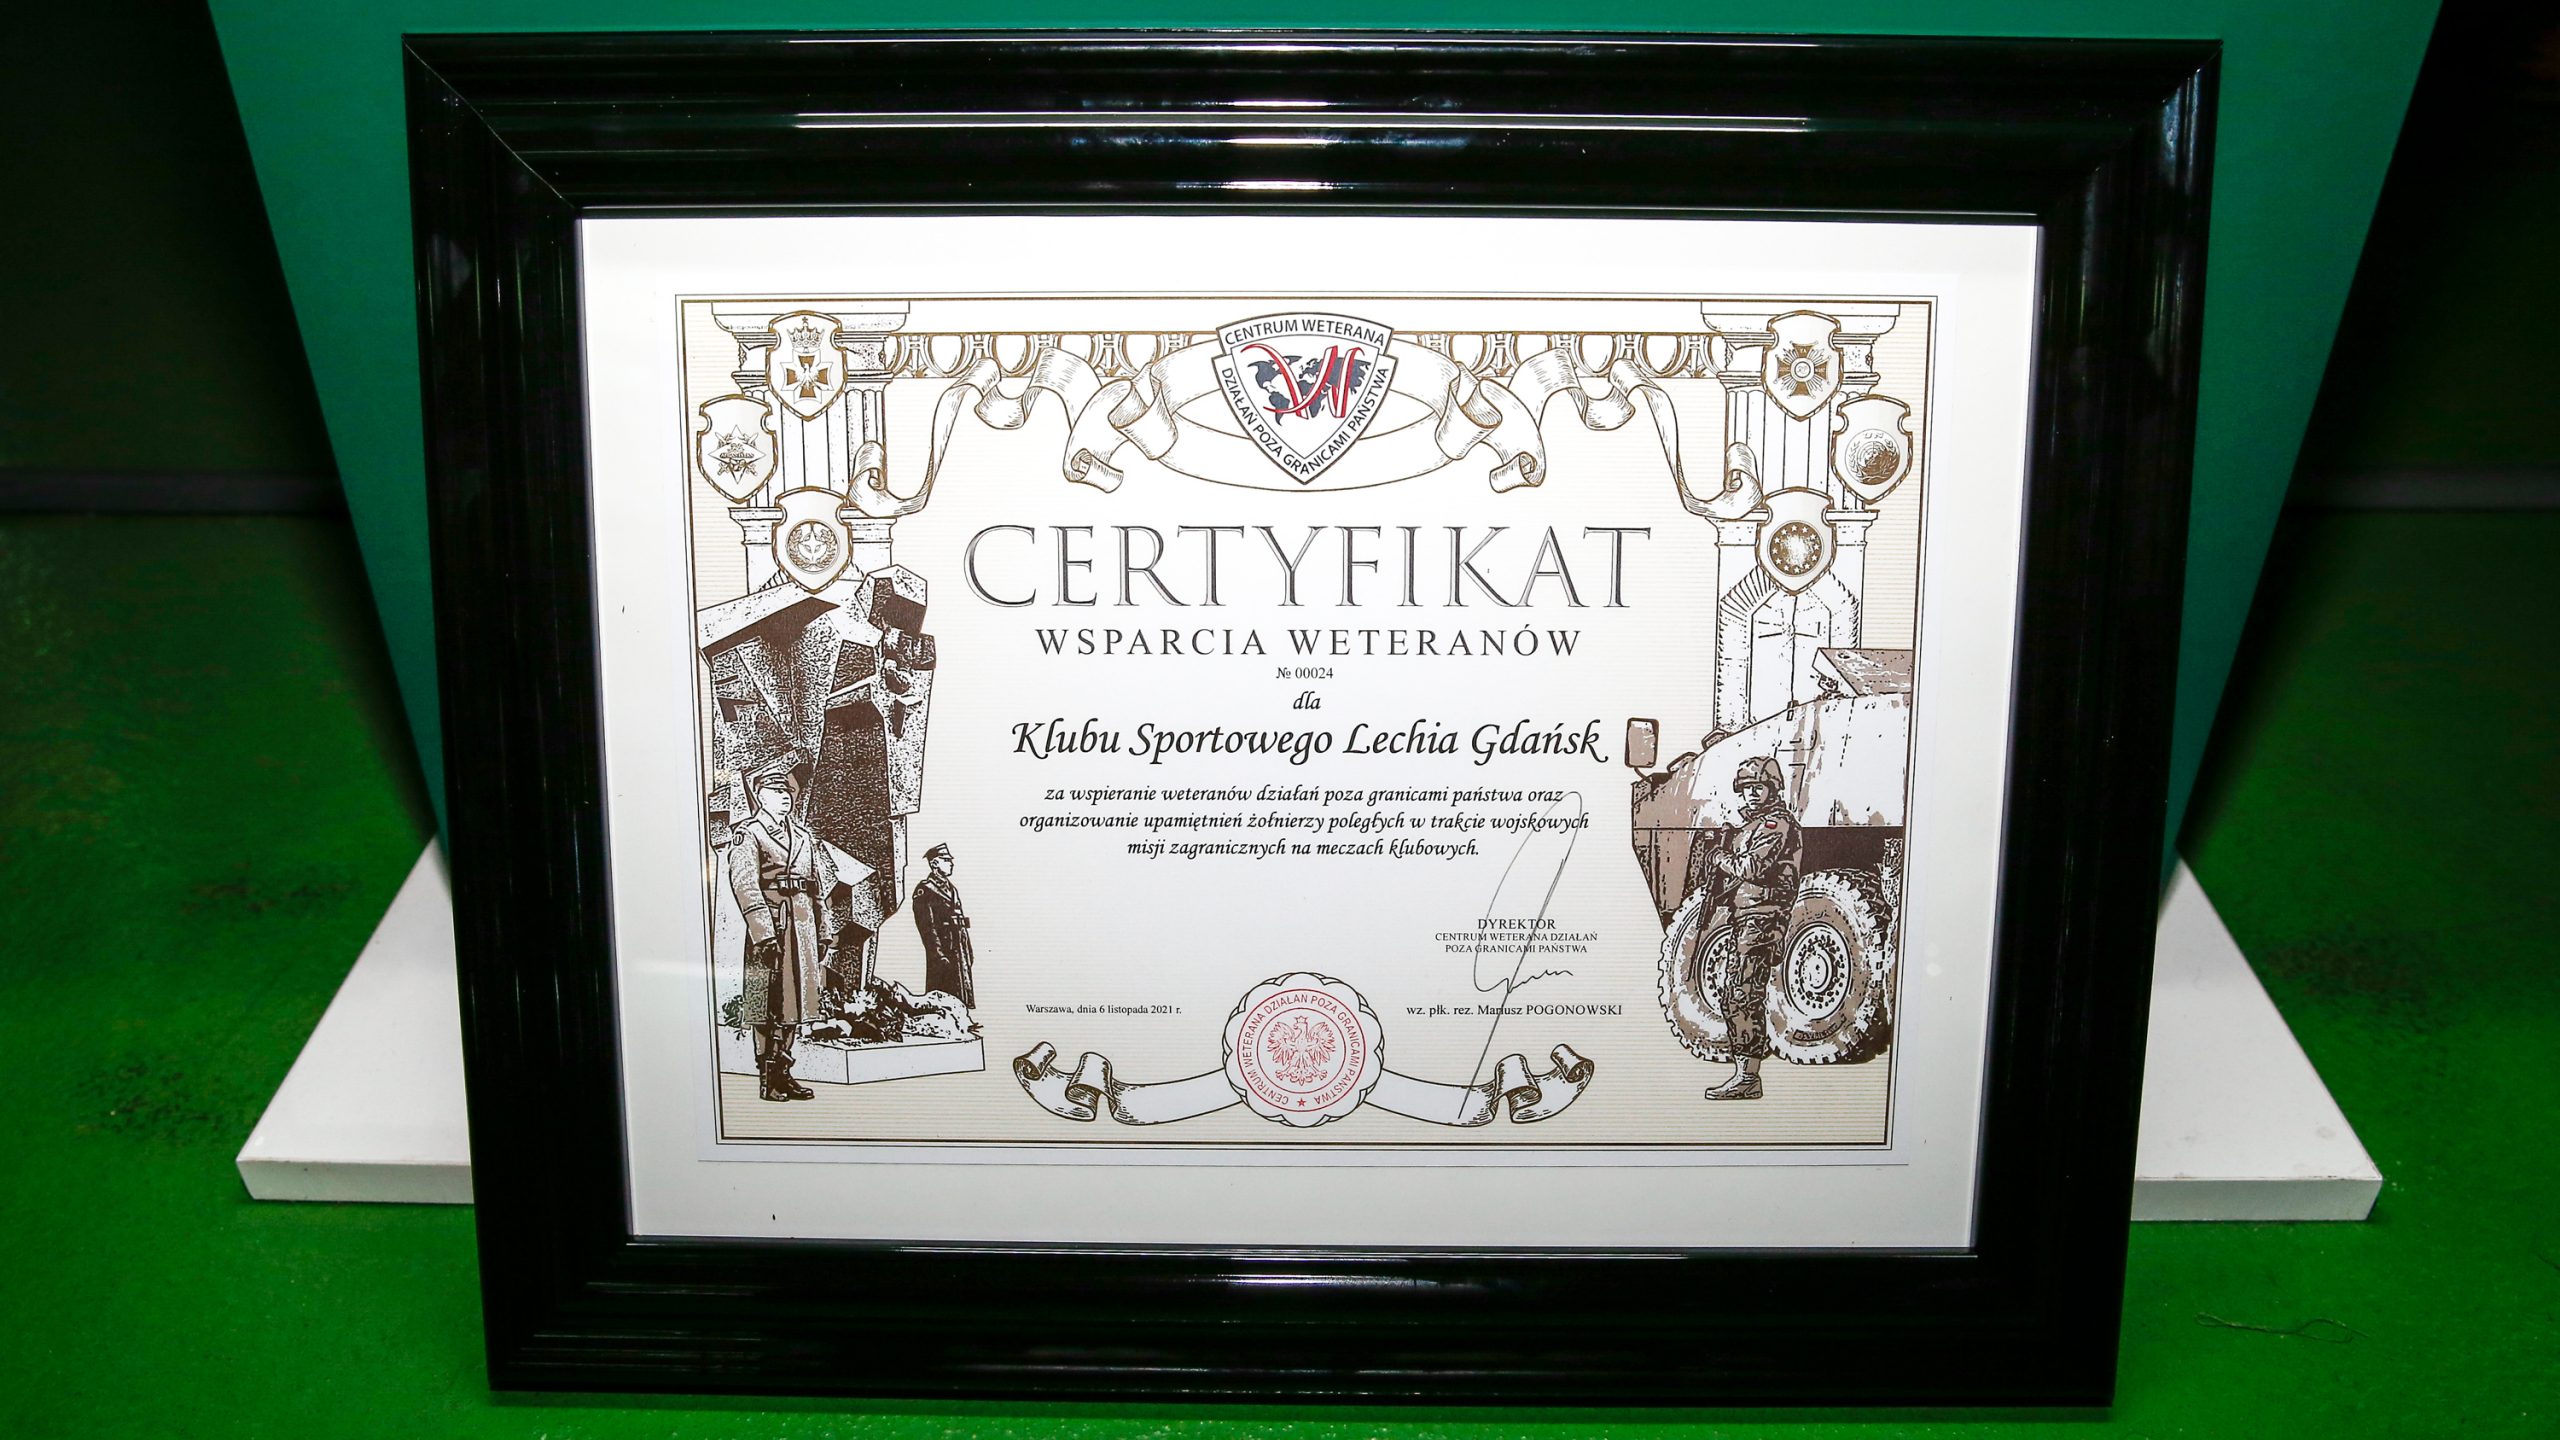 CENTRUM WETERANA
DZIAŁAŃ POZA GRANICAMI PAŃSTWA
CERTYFIKAT
WSPARCIA WETERANÓW
№ 00024
dla
Klubu Sportowego Lechia Gdańsk
za wspieranie weteranów działań poza granicami państwa oraz
organizowanie upamiętnień żołnierzy poległych w trakcie wojskowych
misji zagranicznych na meczach klubowych.
DYREKTOR
CENTRUM WETERANA DZIAŁAŃ
POZA GRANICAMI PAŃSTWA
Warszawa, dnia 6 listopada 2021 r.
wz. płk. rez. Mariusz POGONOWSKI
CENTRUM WETERANA DZIAŁAŃ POZA GRANICAMI PAŃSTWA